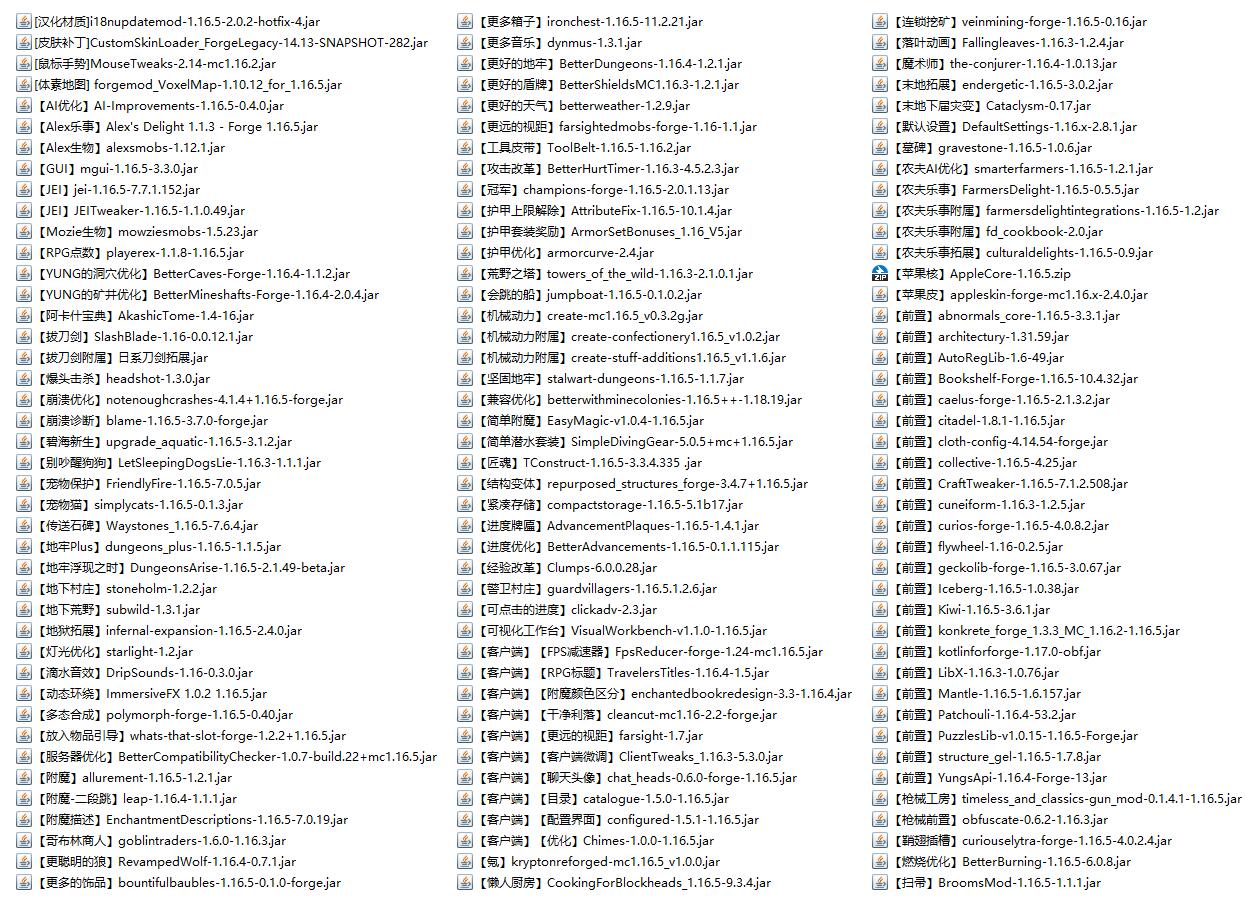 [汉化材质]i18nupdatemod-1.16.5-2.0.2-hotfix-4.jar
[皮肤补丁]CustomSkinLoader_ForgeLegacy-14.13-SNAPSHOT-282.jar
[鼠标手势]MouseTweaks-2.14-mc1.16.2.jar
[体素地图] forgemod_VoxelMap-1.10.12_for_1.16.5.jar
【AI优化】AI-Improvements-1.16.5-0.4.0.jar
【Alex乐事】Alex's Delight 1.1.3 - Forge 1.16.5.jar
【Alex生物】alexsmobs-1.12.1.jar
【GUI】mgui-1.16.5-3.3.0.jar
【JEI】jei-1.16.5-7.7.1.152.jar
【JEI】JEITweaker-1.16.5-1.1.0.49.jar
【Mozie生物】mowziesmobs-1.5.23.jar
【RPG点数】playerex-1.1.8-1.16.5.jar
【YUNG的洞穴优化】BetterCaves-Forge-1.16.4-1.1.2.jar
【YUNG的矿井优化】BetterMineshafts-Forge-1.16.4-2.0.4.jar
【阿卡什宝典】AkashicTome-1.4-16.jar
【拔刀剑】SlashBlade-1.16-0.0.12.1.jar
【拔刀剑附属】日系刀剑拓展.jar
【爆头击杀】headshot-1.3.0.jar
【崩溃优化】notenoughcrashes-4.1.4+1.16.5-forge.jar
【崩溃诊断】blame-1.16.5-3.7.0-forge.jar
【碧海新生】upgrade_aquatic-1.16.5-3.1.2.jar
【别吵醒狗狗】LetSleepingDogsLie-1.16.3-1.1.1.jar
【宠物保护】FriendlyFire-1.16.5-7.0.5.jar
【宠物猫】simplycats-1.16.5-0.1.3.jar
【传送石碑】Waystones_1.16.5-7.6.4.jar
【地牢Plus】dungeons_plus-1.16.5-1.1.5.jar
【地牢浮现之时】DungeonsArise-1.16.5-2.1.49-beta.jar
【地下村庄】stoneholm-1.2.2.jar
【地下荒野】subwild-1.3.1.jar
【地狱拓展】infernal-expansion-1.16.5-2.4.0.jar
【灯光优化】starlight-1.2.jar
【滴水音效】DripSounds-1.16-0.3.0.jar
【动态环绕】ImmersiveFX 1.0.2 1.16.5.jar
【多态合成】polymorph-forge-1.16.5-0.40.jar
【放入物品引导】whats-that-slot-forge-1.2.2+1.16.5.jar
【服务器优化】BetterCompatibilityChecker-1.0.7-build.22+mc1.16.5.jar
【附魔】allurement-1.16.5-1.2.1.jar
【附魔-二段跳】leap-1.16.4-1.1.1.jar
【附魔描述】EnchantmentDescriptions-1.16.5-7.0.19.jar
【哥布林商人】goblintraders-1.6.0-1.16.3.jar
【更聪明的狼】RevampedWolf-1.16.4-0.7.1.jar
【更多的饰品】bountifulbaubles-1.16.5-0.1.0-forge.jar
【更多箱子】ironchest-1.16.5-11.2.21.jar
【更多音乐】dynmus-1.3.1.jar
【更好的地牢】BetterDungeons-1.16.4-1.2.1.jar
【更好的盾牌】BetterShieldsMC1.16.3-1.2.1.jar
【更好的天气】betterweather-1.2.9.jar
【更远的视距】farsightedmobs-forge-1.16-1.1.jar
【工具皮带】ToolBelt-1.16.5-1.16.2.jar
【攻击改革】BetterHurtTimer-1.16.3-4.5.2.3.jar
【冠军】champions-forge-1.16.5-2.0.1.13.jar
【护甲上限解除】AttributeFix-1.16.5-10.1.4.jar
【护甲套装奖励】ArmorSetBonuses_1.16_V5.jar
【护甲优化】armorcurve-2.4.jar
【荒野之塔】towers_of_the_wild-1.16.3-2.1.0.1.jar
【会跳的船】jumpboat-1.16.5-0.1.0.2.jar
【机械动力】create-mc1.16.5_v0.3.2g.jar
【机械动力附属】create-confectionery1.16.5_v1.0.2.jar
【机械动力附属】create-stuff-additions1.16.5_v1.1.6.jar
【坚固地牢】stalwart-dungeons-1.16.5-1.1.7.jar
【兼容优化】betterwithminecolonies-1.16.5++-1.18.19.jar
【简单附魔】EasyMagic-v1.0.4-1.16.5.jar
【简单潜水套装】SimpleDivingGear-5.0.5+mc+1.16.5.jar
【匠魂】TConstruct-1.16.5-3.3.4.335 .jar
【结构变体】repurposed_structures_forge-3.4.7+1.16.5.jar
【紧凑存储】compactstorage-1.16.5-5.1b17.jar
【进度牌匾】AdvancementPlaques-1.16.5-1.4.1.jar
【进度优化】BetterAdvancements-1.16.5-0.1.1.115.jar
【经验改革】Clumps-6.0.0.28.jar
【警卫村庄】guardvillagers-1.16.5.1.2.6.jar
【可点击的进度】clickadv-2.3.jar
【可视化工作台】VisualWorkbench-v1.1.0-1.16.5.jar
【客户端】【FPS减速器】FpsReducer-forge-1.24-mc1.16.5.jar
【客户端】【RPG标题】TravelersTitles-1.16.4-1.5.jar
【客户端】【附魔颜色区分】enchantedbookredesign-3.3-1.16.4.jar
【客户端】【干净利落】cleancut-mc1.16-2.2-forge.jar
【客户端】【更远的视距】farsight-1.7.jar
【客户端】【客户端微调】ClientTweaks_1.16.3-5.3.0.jar
【客户端】【聊天头像】chat_heads-0.6.0-forge-1.16.5.jar
【客户端】【目录】catalogue-1.5.0-1.16.5.jar
【客户端】【配置界面】configured-1.5.1-1.16.5.jar
【客户端】【优化】Chimes-1.0.0-1.16.5.jar
【氪】kryptonreforged-mc1.16.5_v1.0.0.jar
【懒人厨房】CookingForBlockheads_1.16.5-9.3.4.jar
【连锁挖矿】veinmining-forge-1.16.5-0.16.jar
【落叶动画】Fallingleaves-1.16.3-1.2.4.jar
【魔术师】the-conjurer-1.16.4-1.0.13.jar
【末地拓展】endergetic-1.16.5-3.0.2.jar
【末地下届灾变】Cataclysm-0.17.jar
【默认设置】DefaultSettings-1.16.x-2.8.1.jar
【墓碑】gravestone-1.16.5-1.0.6.jar
【农夫AI优化】smarterfarmers-1.16.5-1.2.1.jar
【农夫乐事】FarmersDelight-1.16.5-0.5.5.jar
【农夫乐事附属】farmersdelightintegrations-1.16.5-1.2.jar
【农夫乐事附属】fd_cookbook-2.0.jar
【农夫乐事拓展】culturaldelights-1.16.5-0.9.jar
【苹果核】AppleCore-1.16.5.zip
【苹果皮】appleskin-forge-mc1.16.x-2.4.0.jar
【前置】abnormals_core-1.16.5-3.3.1.jar
【前置】architectury-1.31.59.jar
【前置】AutoRegLib-1.6-49.jar
【前置】Bookshelf-Forge-1.16.5-10.4.32.jar
【前置】caelus-forge-1.16.5-2.1.3.2.jar
【前置】citadel-1.8.1-1.16.5.jar
【前置】cloth-config-4.14.54-forge.jar
【前置】collective-1.16.5-4.25.jar
【前置】CraftTweaker-1.16.5-7.1.2.508.jar
【前置】cuneiform-1.16.3-1.2.5.jar
【前置】curios-forge-1.16.5-4.0.8.2.jar
【前置】flywheel-1.16-0.2.5.jar
【前置】geckolib-forge-1.16.5-3.0.67.jar
【前置】Iceberg-1.16.5-1.0.38.jar
【前置】Kiwi-1.16.5-3.6.1.jar
【前置】konkrete_forge_1.3.3_MC_1.16.2-1.16.5.jar
【前置】kotlinforforge-1.17.0-obf.jar
【前置】LibX-1.16.3-1.0.76.jar
【前置】Mantle-1.16.5-1.6.157.jar
【前置】Patchouli-1.16.4-53.2.jar
【前置】PuzzlesLib-v1.0.15-1.16.5-Forge.jar
【前置】structure_gel-1.16.5-1.7.8.jar
【前置】YungsApi-1.16.4-Forge-13.jar
【枪械工房】timeless_and_classics-gun_mod-0.1.4.1-1.16.5.jar
【枪械前置】obfuscate-0.6.2-1.16.3.jar
【鞘翅插槽】curiouselytra-forge-1.16.5-4.0.2.4.jar
【燃烧优化】BetterBurning-1.16.5-6.0.8.jar
【扫帚】BroomsMod-1.16.5-1.1.1.jar